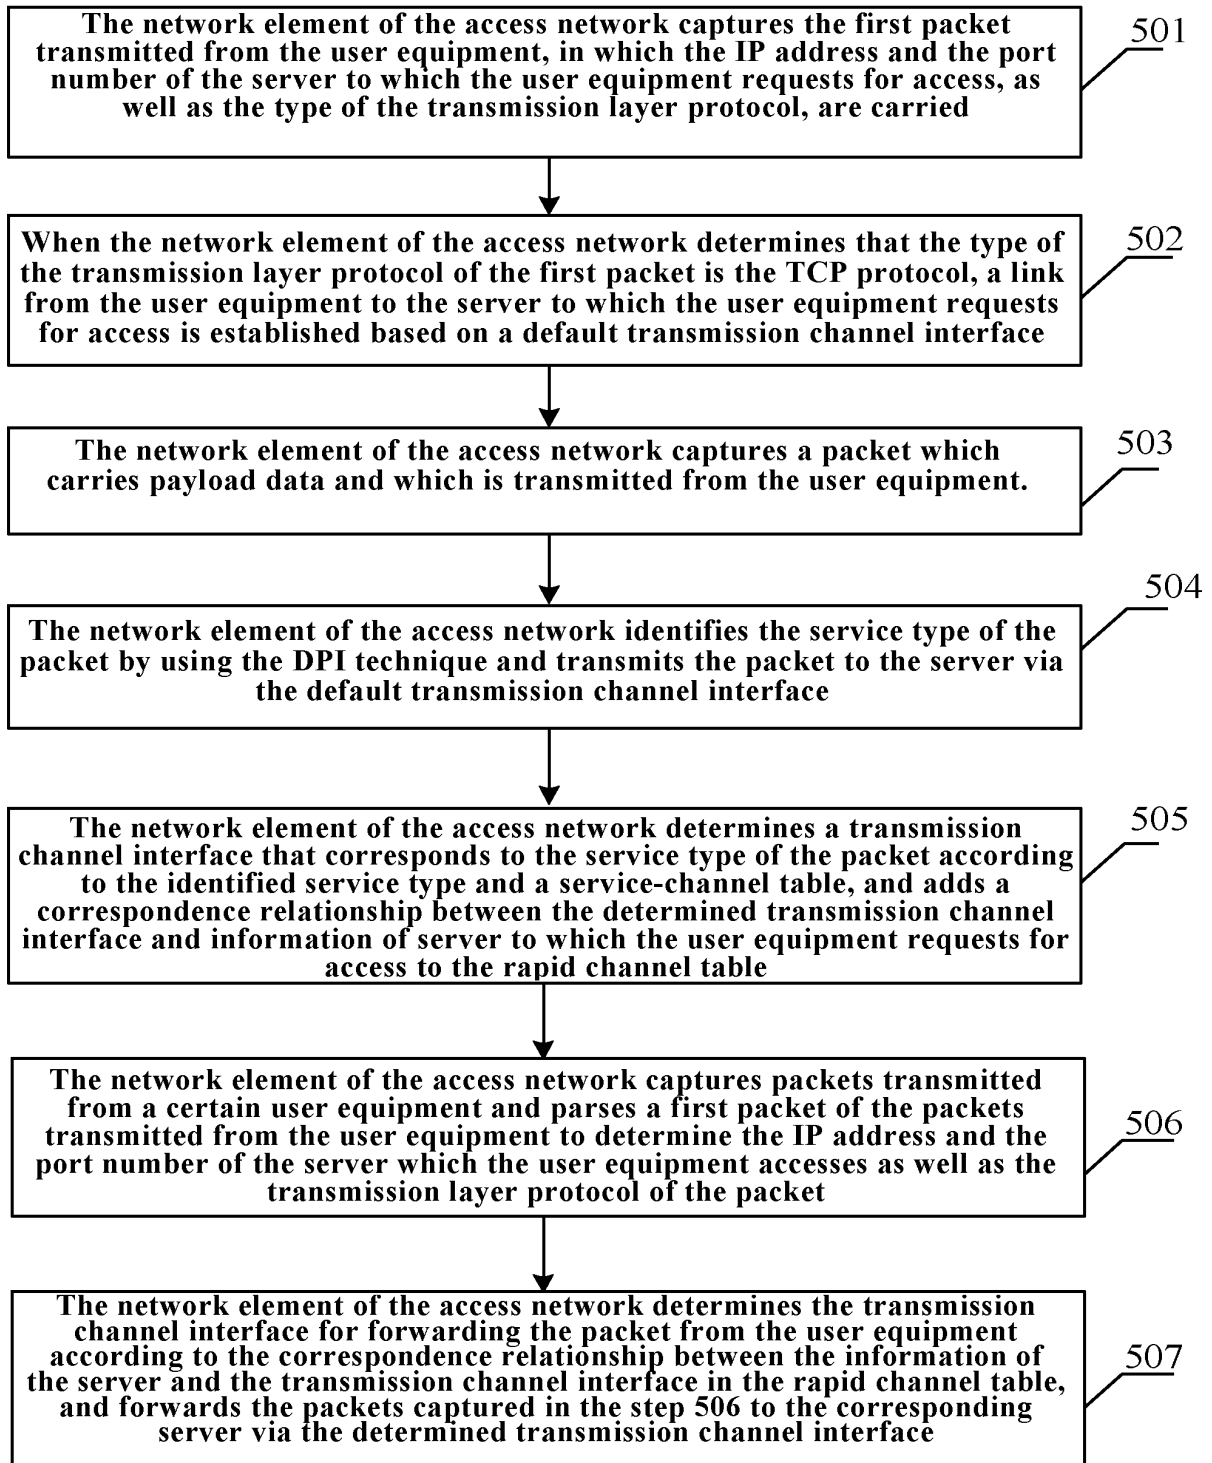 The network element of the access network captures the first packet
transmitted from the user equipment, in which the IP address and the port
number of the server to which the user equipment requests for access, as
well as the type of the transmission layer protocol, are carried
501
When the network element of the access network determines that the type of
the transmission layer protocol of the first packet is the TCP protocol, a link
from the user equipment to the server to which the user equipment requests
for access is established based on a default transmission channel interface
502
The network element of the access network captures a packet which
carries payload data and which is transmitted from the user equipment.
503
The network element of the access network identifies the service type of the
packet by using the DPI technique and transmits the packet to the server via
the default transmission channel interface
504
The network element of the access network determines a transmission
channel interface that corresponds to the service type of the packet according
to the identified service type and a service-channel table, and adds a
correspondence relationship between the determined transmission channel
interface and information of server to which the user equipment requests for
access to the rapid channel table
505
The network element of the access network captures packets transmitted
from a certain user equipment and parses a first packet of the packets
transmitted from the user equipment to determine the IP address and the
port number of the server which the user equipment accesses as well as the
transmission layer protocol of the packet
506
The network element of the access network determines the transmission
channel interface for forwarding the packet from the user equipment
according to the correspondence relationship between the information of
the server and the transmission channel interface in the rapid channel table,
and forwards the packets captured in the step 506 to the corresponding
server via the determined transmission channel interface
507